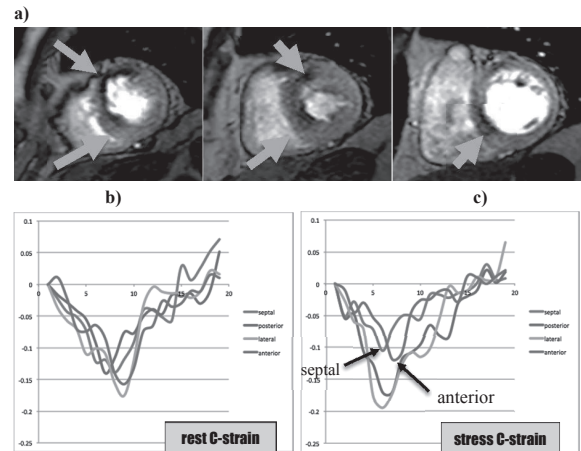 a)
b)
c)
0.1
0.05
0
-0.05
-0.1
-0.15
-0.2
-0.25
0
5
10
15
20
septal
posterior
lateral
anterior
rest C-strain
0.1
0.05
0
-0.05
-0.1
-0.15
-0.2
-0.25
0
5
10
15
20
septal
posterior
lateral
anterior
septal
anterior
stress C-strain